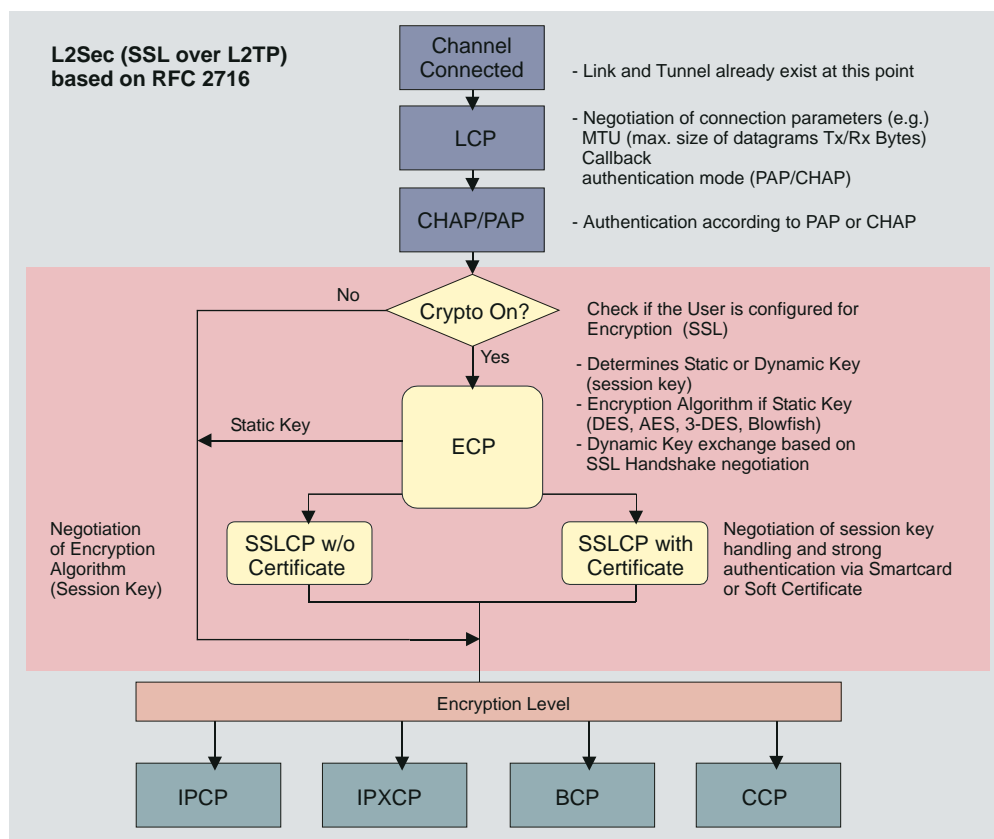 L2Sec (SSL over L2TP)
based on RFC 2716
Channel
Connected
- Link and Tunnel already exist at this point
LCP
- Negotiation of connection parameters (e.g.)
MTU (max. size of datagrams Tx/Rx Bytes)
Callback
authentication mode (PAP/CHAP)
CHAP/PAP
- Authentication according to PAP or CHAP
No
Crypto On?
Check if the User is configured for
Encryption (SSL)
Yes
- Determines Static or Dynamic Key
(session key)
- Encryption Algorithm if Static Key
(DES, AES, 3-DES, Blowfish)
- Dynamic Key exchange based on
SSL Handshake negotiation
Static Key
ECP
Negotiation
of Encryption
Algorithm
(Session Key)
SSLCP w/o
Certificate
SSLCP with
Certificate
Negotiation of session key
handling and strong
authentication via Smartcard
or Soft Certificate
Encryption Level
IPCP
IPXCP
BCP
CCP